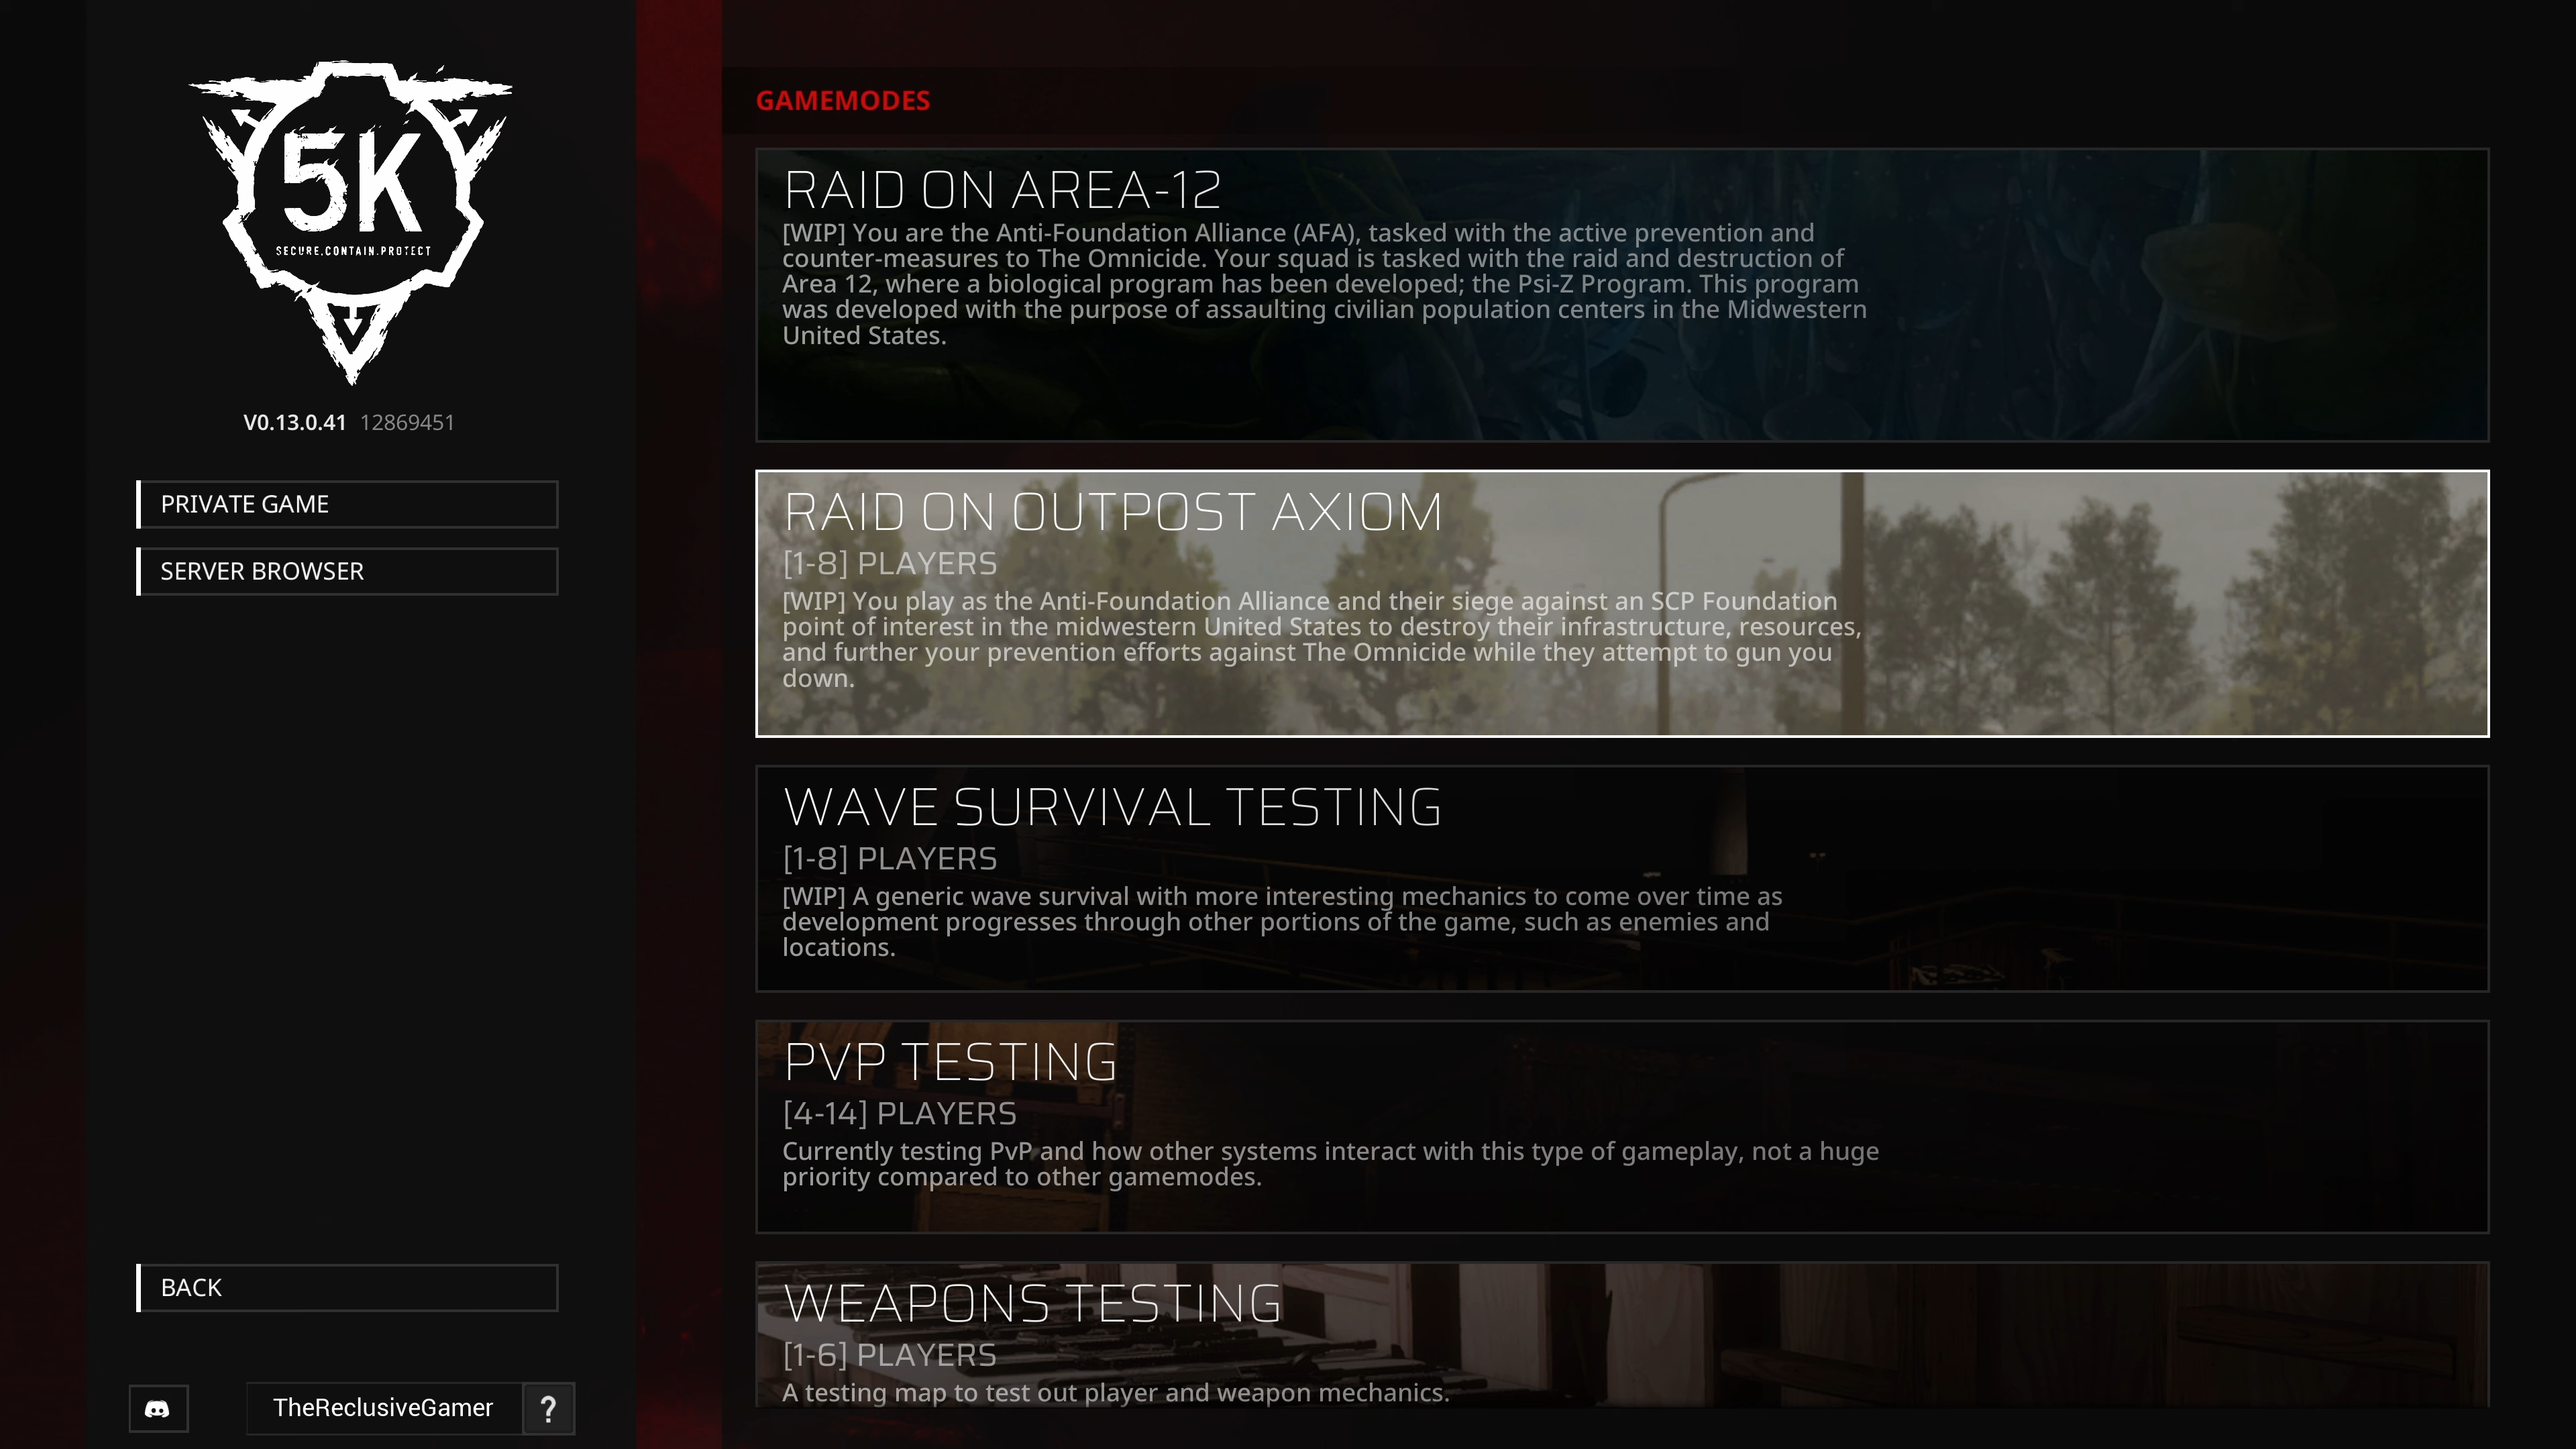 5K
SECURE.CONTAIN.PROTECT
V0.13.0.41 12869451
PRIVATE GAME
SERVER BROWSER
BACK
TheReclusiveGamer ?
GAMEMODES
RAID ON AREA-12
[WIP] You are the Anti-Foundation Alliance (AFA), tasked with the active prevention and
counter-measures to The Omnicide. Your squad is tasked with the raid and destruction of
Area 12, where a biological program has been developed; the Psi-Z Program. This program
was developed with the purpose of assaulting civilian population centers in the Midwestern
United States.
RAID ON OUTPOST AXIOM
[1-8] PLAYERS
[WIP] You play as the Anti-Foundation Alliance and their siege against an SCP Foundation
point of interest in the midwestern United States to destroy their infrastructure, resources,
and further your prevention efforts against The Omnicide while they attempt to gun you
down.
WAVE SURVIVAL TESTING
[1-8] PLAYERS
[WIP] A generic wave survival with more interesting mechanics to come over time as
development progresses through other portions of the game, such as enemies and
locations.
PVP TESTING
[4-14] PLAYERS
Currently testing PvP and how other systems interact with this type of gameplay, not a huge
priority compared to other gamemodes.
WEAPONS TESTING
[1-6] PLAYERS
A testing map to test out player and weapon mechanics.